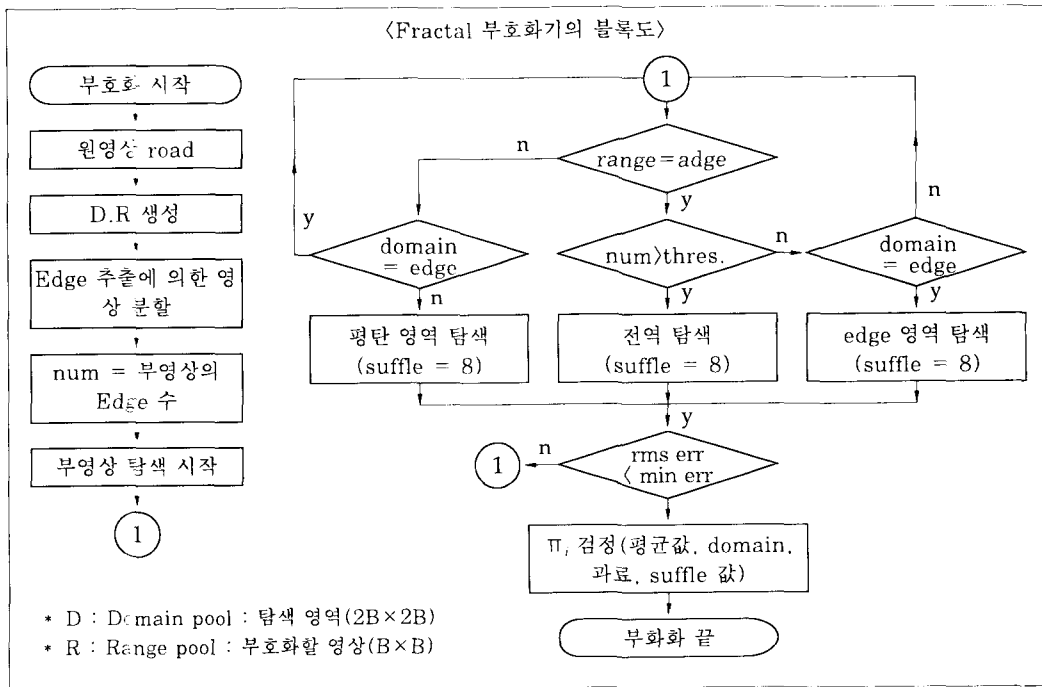 〈Fractal 부호화기의 블록도〉
부호화 시작
원영상 road
D.R 생성
Edge 추출에 의한 영
상 분할
num = 부영상의
Edge 수
부영상 탐색 시작
1
1
range=adge
n
y
domain
= edge
y
n
num〉thres.
n
y
domain
= edge
n
y
평탄 영역 탐색
(suffle = 8)
전역 탐색
(suffle = 8)
edge 영역 탐색
(suffle = 8)
y
rms err
〈 min err
n
1
π, 검정(평균값, domain,
과료, suffle 값)
부화화 끝
* D : Domain pool : 탐색 영역(2B×2B)
* R : Range pool : 부호화할 영상(B×B)